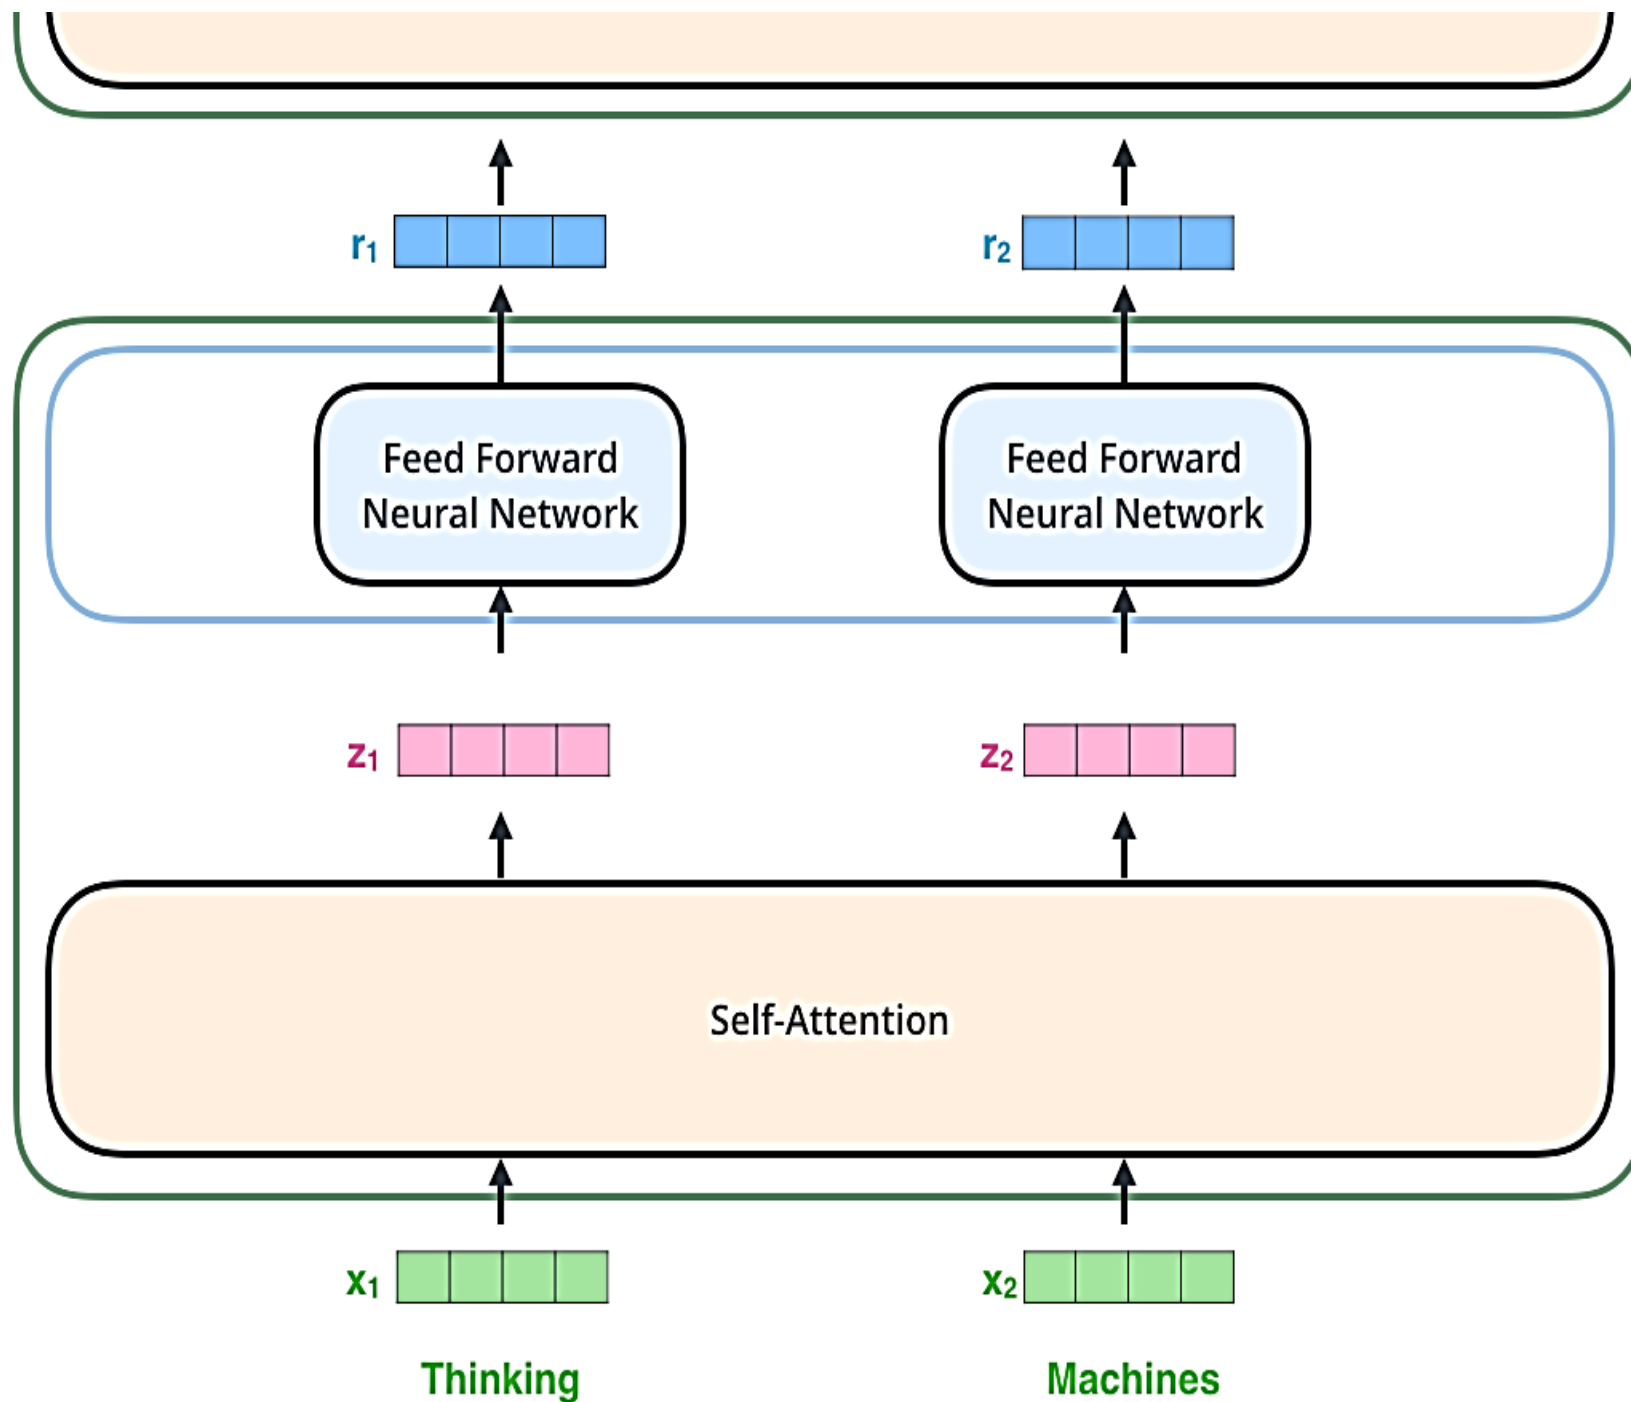 r1
r2
Feed Forward
Neural Network
Feed Forward
Neural Network
z1
z2
Self-Attention
x1
x2
Thinking
Machines